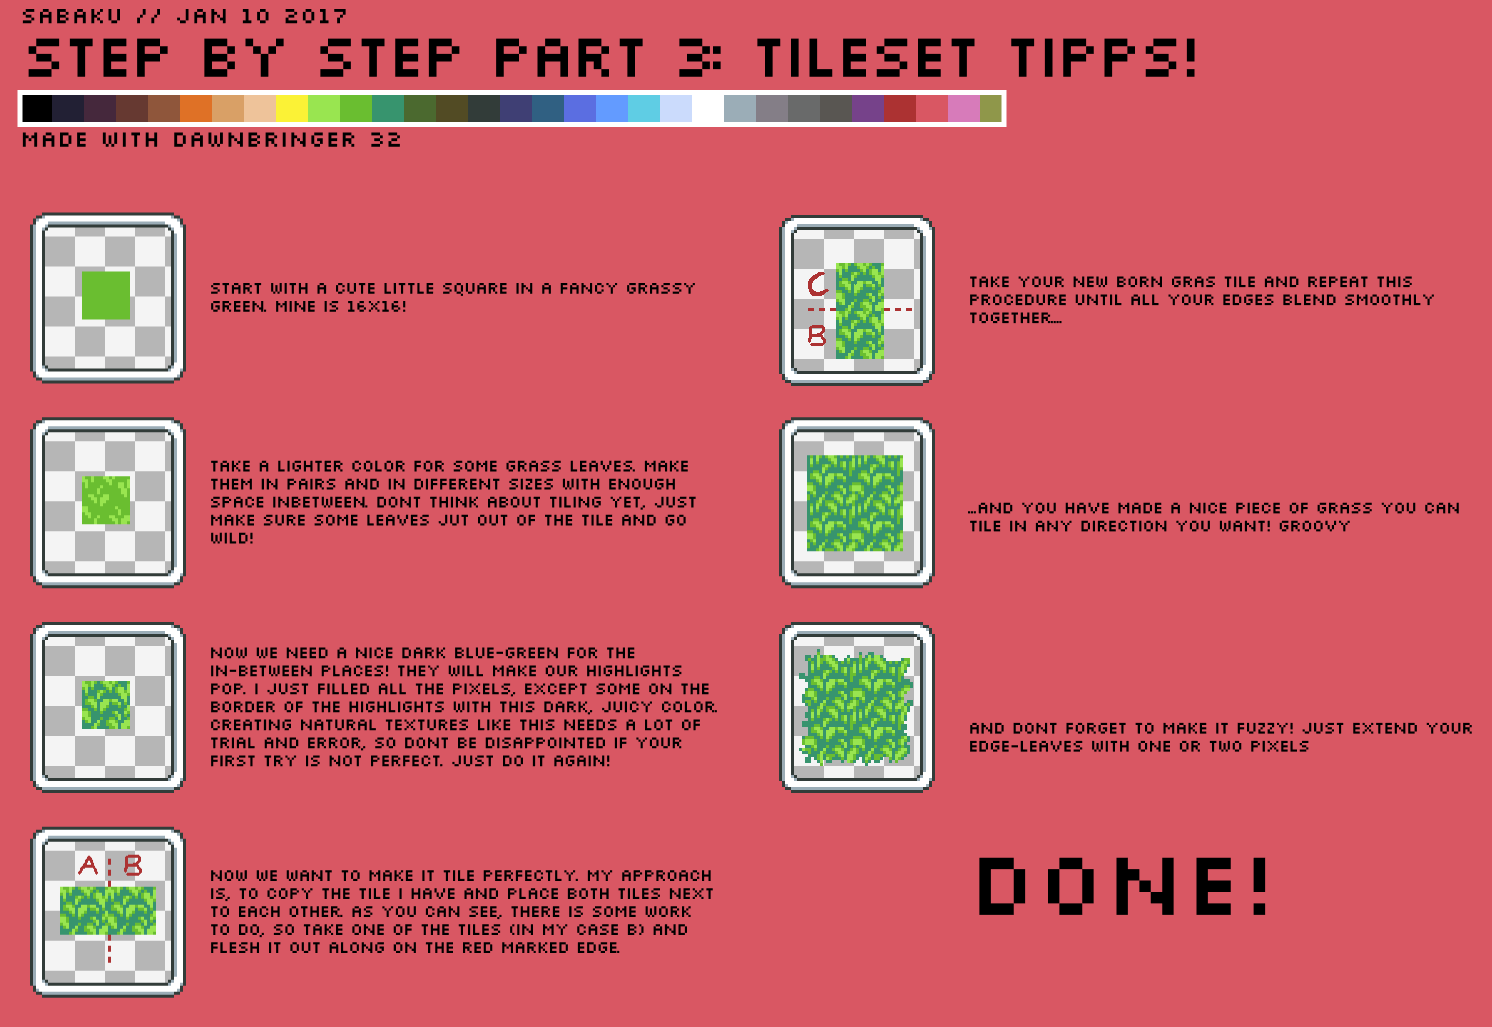 SABAKU // JAN 10 2017
STEP BY STEP PART 3: TILESET TIPPS!
MADE WITH DAWNBRINGER 32
START WITH A CUTE LITTLE SQUARE IN A FANCY GRASSY
GREEN. MINE IS 16X16!
TAKE A LIGHTER COLOR FOR SOME GRASS LEAVES. MAKE
THEM IN PAIRS AND IN DIFFERENT SIZES WITH ENOUGH
SPACE INBETWEEN. DONT THINK ABOUT TILING YET, JUST
MAKE SURE SOME LEAVES JUT OUT OF THE TILE AND GO
WILD!
NOW WE NEED A NICE DARK BLUE-GREEN FOR THE
IN-BETWEEN PLACES! THEY WILL MAKE OUR HIGHLIGHTS
POP. I JUST FILLED ALL THE PIXELS, EXCEPT SOME ON THE
BORDER OF THE HIGHLIGHTS WITH THIS DARK, JUICY COLOR.
CREATING NATURAL TEXTURES LIKE THIS NEEDS A LOT OF
TRIAL AND ERROR, SO DONT BE DISAPPOINTED IF YOUR
FIRST TRY IS NOT PERFECT. JUST DO IT AGAIN!
A B
NOW WE WANT TO MAKE IT TILE PERFECTLY. MY APPROACH
IS, TO COPY THE TILE I HAVE AND PLACE BOTH TILES NEXT
TO EACH OTHER. AS YOU CAN SEE, THERE IS SOME WORK
TO DO, SO TAKE ONE OF THE TILES (IN MY CASE B) AND
FLESH IT OUT ALONG ON THE RED MARKED EDGE.
C
B
TAKE YOUR NEW BORN GRAS TILE AND REPEAT THIS
PROCEDURE UNTIL ALL YOUR EDGES BLEND SMOOTHLY
TOGETHER....
...AND YOU HAVE MADE A NICE PIECE OF GRASS YOU CAN
TILE IN ANY DIRECTION YOU WANT! GROOVY
AND DONT FORGET TO MAKE IT FUZZY! JUST EXTEND YOUR
EDGE-LEAVES WITH ONE OR TWO PIXELS
DONE!